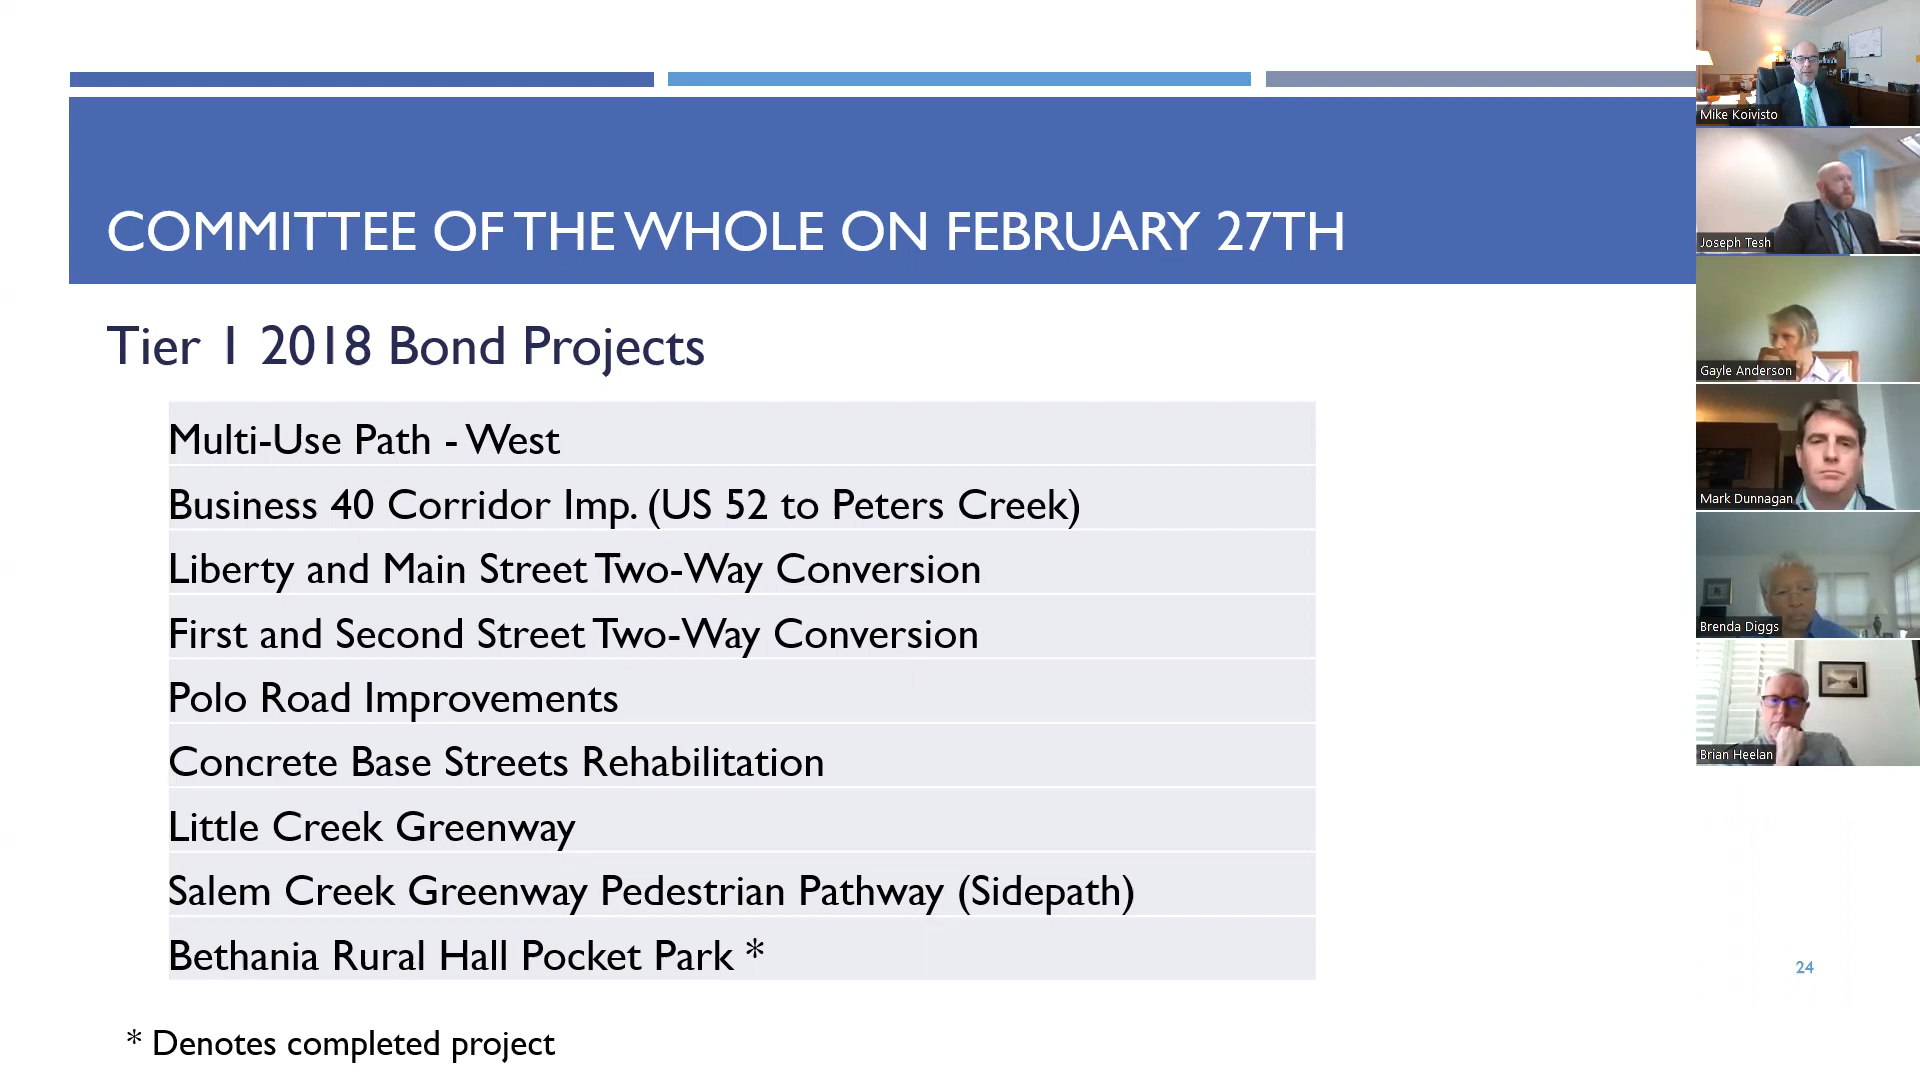 COMMITTEE OF THE WHOLE ON FEBRUARY 27TH
Tier 1 2018 Bond Projects
Multi-Use Path - West
Business 40 Corridor Imp. (US 52 to Peters Creek)
Liberty and Main Street Two-Way Conversion
First and Second Street Two-Way Conversion
Polo Road Improvements
Concrete Base Streets Rehabilitation
Little Creek Greenway
Salem Creek Greenway Pedestrian Pathway (Sidepath)
Bethania Rural Hall Pocket Park *
* Denotes completed project
24
Mike Koivisto
Joseph Tesh
Gayle Anderson
Mark Dunnagan
Brenda Diggs
Brian Heelan